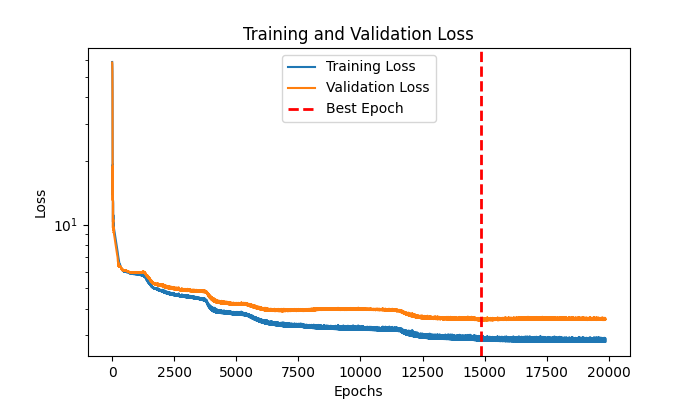 Training and Validation Loss
Training Loss
Validation Loss
Best Epoch
Loss
10¹
0 2500 5000 7500 10000 12500 15000 17500 20000
Epochs